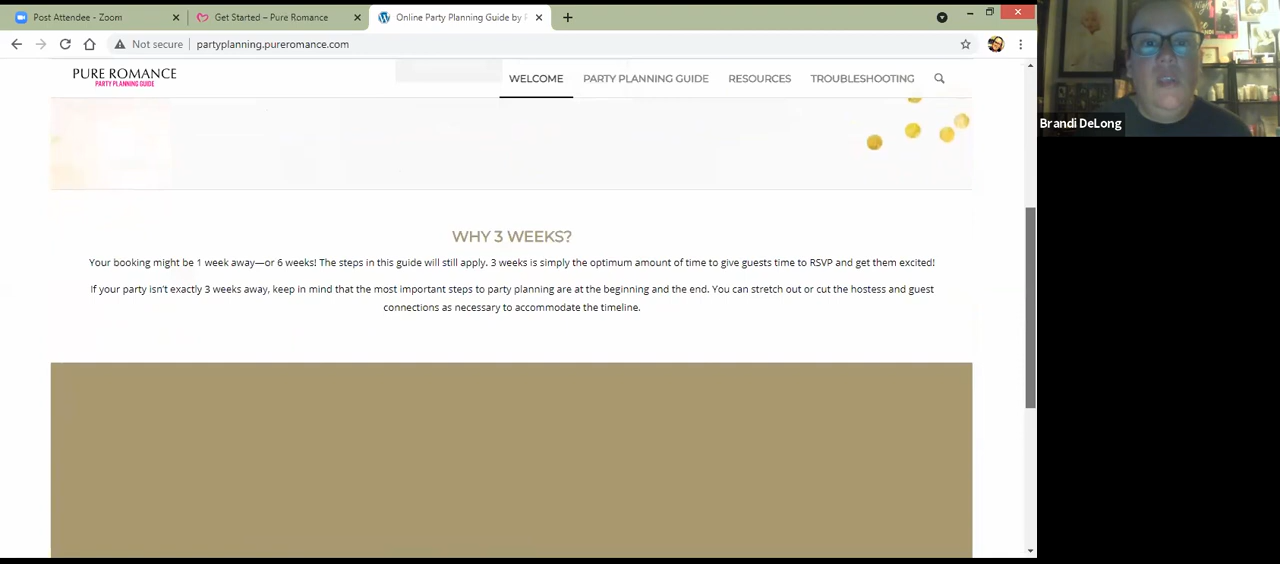 Post Attendee - Zoom
Get Started – Pure Romance
Online Party Planning Guide by
Not secure
partyplanning.pureromance.com
PURE ROMANCE
PARTY PLANNING GUIDE
WELCOME
PARTY PLANNING GUIDE
RESOURCES
TROUBLESHOOTING
Brandi DeLong
WHY 3 WEEKS?
Your booking might be 1 week away—or 6 weeks! The steps in this guide will still apply. 3 weeks is simply the optimum amount of time to give guests time to RSVP and get them excited!
If your party isn't exactly 3 weeks away, keep in mind that the most important steps to party planning are at the beginning and the end. You can stretch out or cut the hostess and guest
connections as necessary to accommodate the timeline.